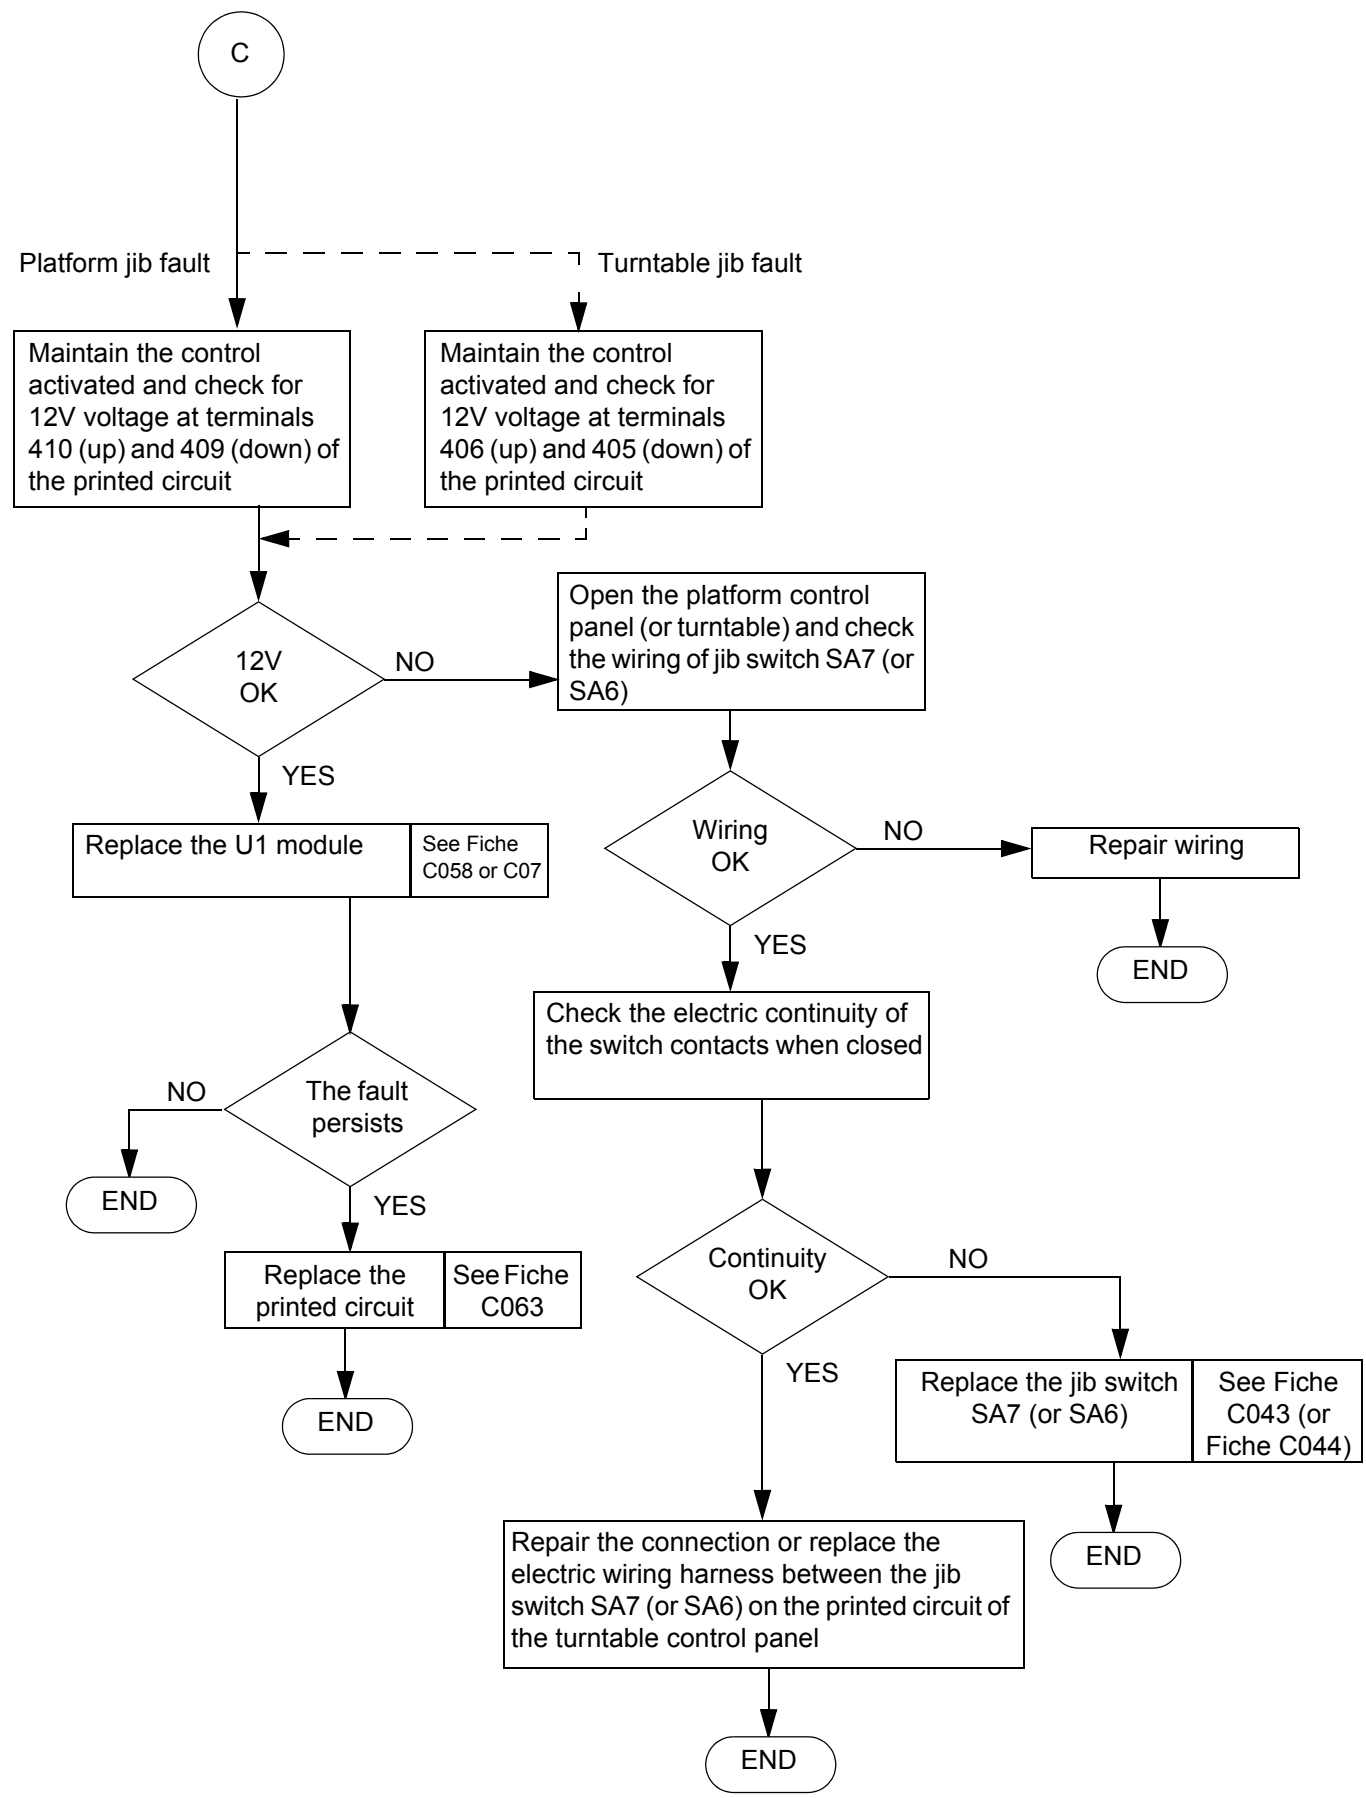 C
Platform jib fault
Turntable jib fault
Maintain the control
activated and check for
12V voltage at terminals
410 (up) and 409 (down) of
the printed circuit
Maintain the control
activated and check for
12V voltage at terminals
406 (up) and 405 (down) of
the printed circuit
12V
OK
NO
Open the platform control
panel (or turntable) and check
the wiring of jib switch SA7 (or
SA6)
YES
Replace the U1 module
See Fiche
C058 or C07
Wiring
OK
NO
Repair wiring
END
YES
Check the electric continuity of
the switch contacts when closed
The fault
persists
NO
END
YES
Replace the
printed circuit
See Fiche
C063
END
Continuity
OK
NO
Replace the jib switch
SA7 (or SA6)
See Fiche
C043 (or
Fiche C044)
END
YES
Repair the connection or replace the
electric wiring harness between the jib
switch SA7 (or SA6) on the printed circuit of
the turntable control panel
END